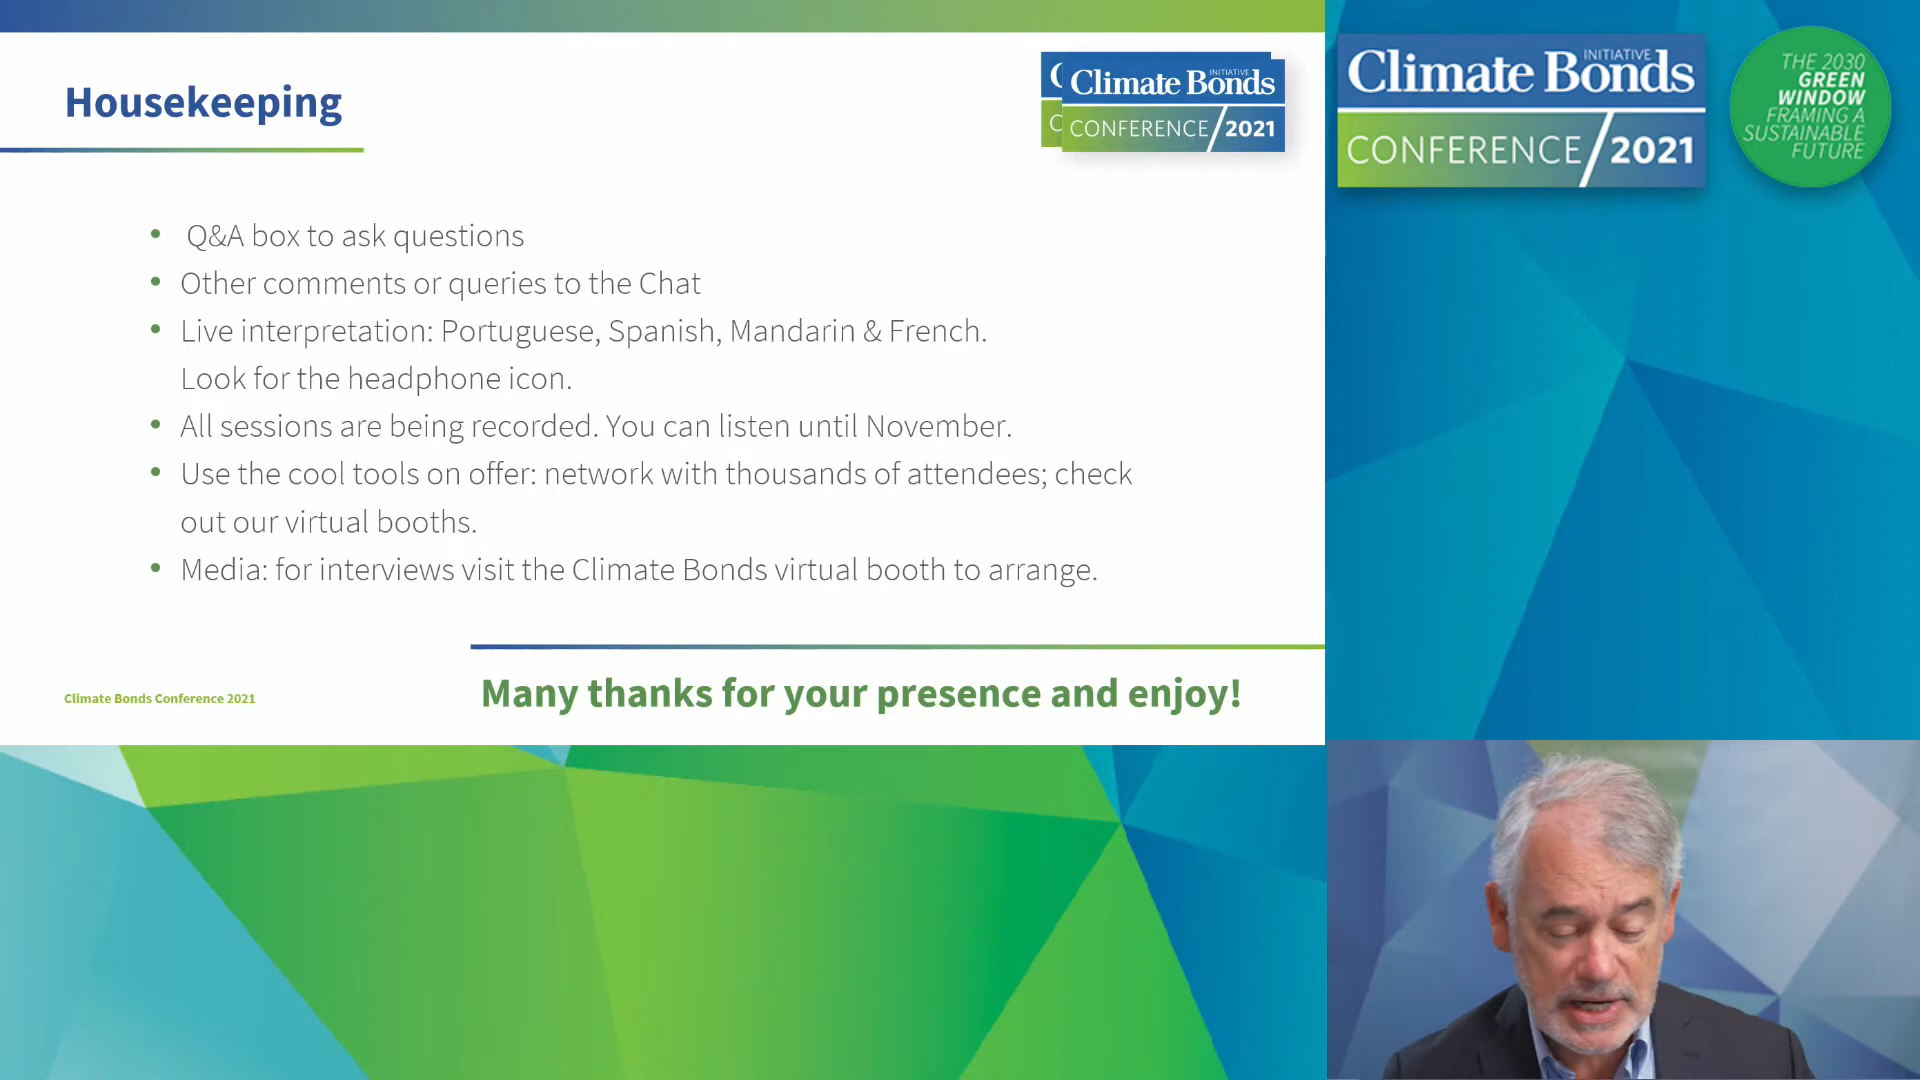 Housekeeping
Climate Bonds
INITIATIVE
CONFERENCE/2021
• Q&A box to ask questions
• Other comments or queries to the Chat
• Live interpretation: Portuguese, Spanish, Mandarin & French.
Look for the headphone icon.
• All sessions are being recorded. You can listen until November.
• Use the cool tools on offer: network with thousands of attendees; check
out our virtual booths.
• Media: for interviews visit the Climate Bonds virtual booth to arrange.
Climate Bonds Conference 2021
Many thanks for your presence and enjoy!
Climate Bonds
INITIATIVE
CONFERENCE/2021
THE 2030
GREEN
WINDOW
FRAMING A
SUSTAINABLE
FUTURE